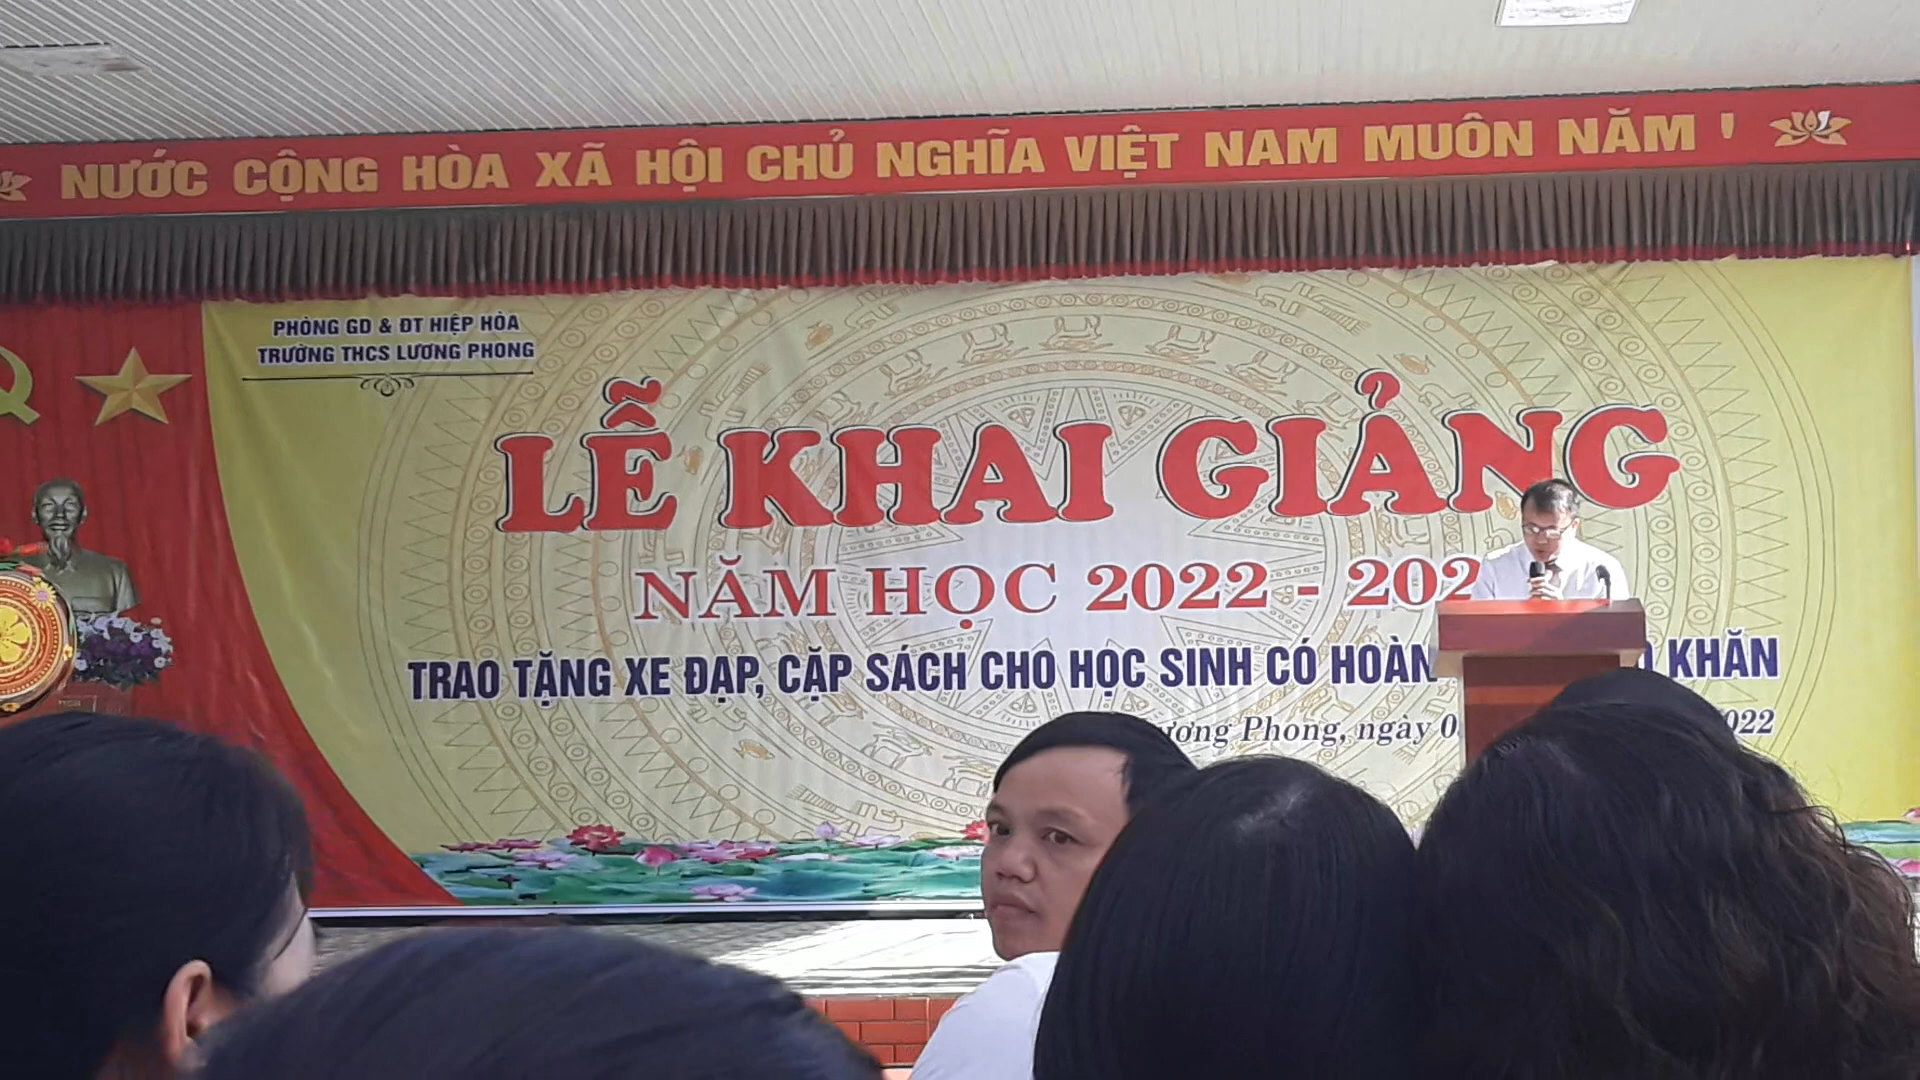 NƯỚC CỘNG HÒA XÃ HỘI CHỦ NGHĨA VIỆT NAM MUÔN NĂM !
PHÒNG GD & ĐT HIỆP HÒA
TRƯỜNG THCS LƯƠNG PHONG
LỄ KHAI GIẢNG
NĂM HỌC 2022 - 202
TRAO TẶNG XE ĐẠP, CẶP SÁCH CHO HỌC SINH CÓ HOÀN KHĂN
ương Phong, ngày 0 022